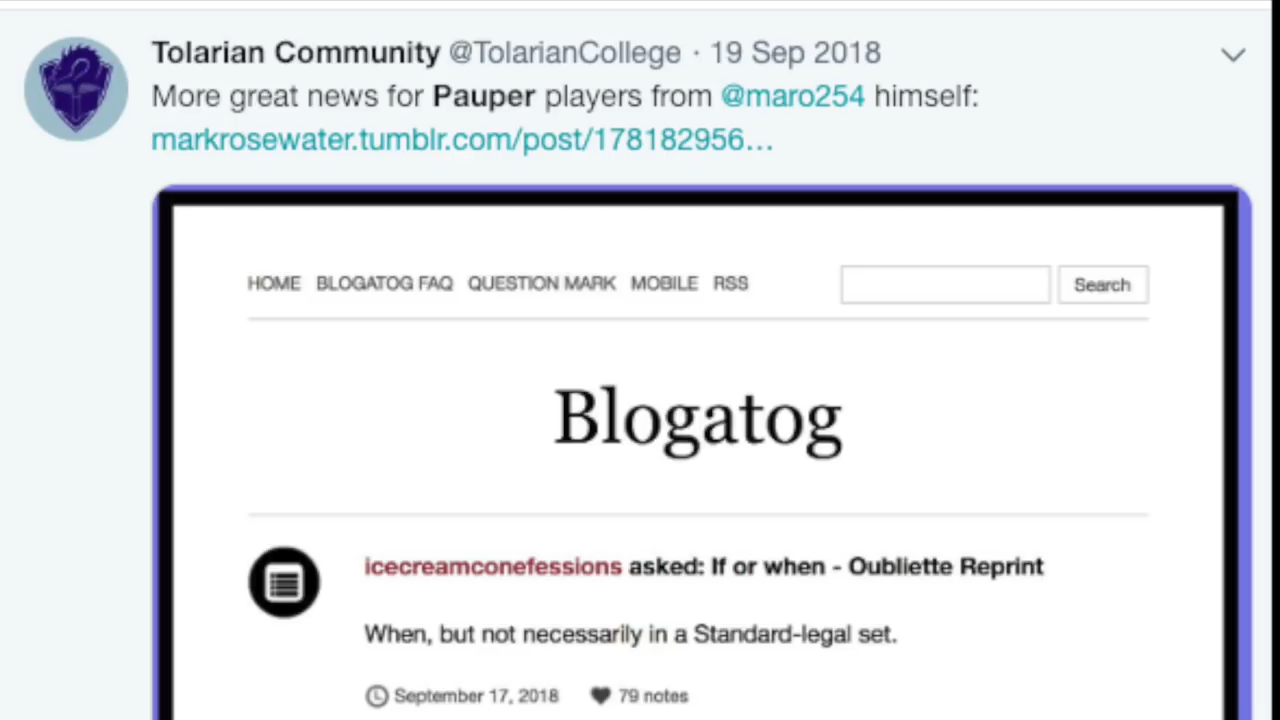 Tolarian Community @TolarianCollege · 19 Sep 2018
More great news for Pauper players from @maro254 himself:
markrosewater.tumblr.com/post/178182956…
HOME BLOGATOG FAQ QUESTION MARK MOBILE RSS Search
Blogatog
icecreamconefessions asked: If or when - Oubliette Reprint
When, but not necessarily in a Standard-legal set.
September 17, 2018 79 notes